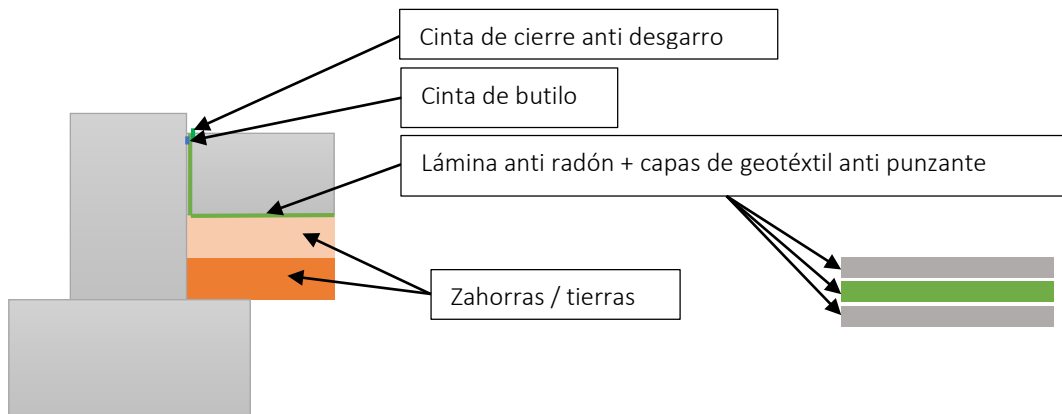 Cinta de cierre anti desgarro
Cinta de butilo
Lámina anti radón + capas de geotéxtil anti punzante
Zahorras / tierras